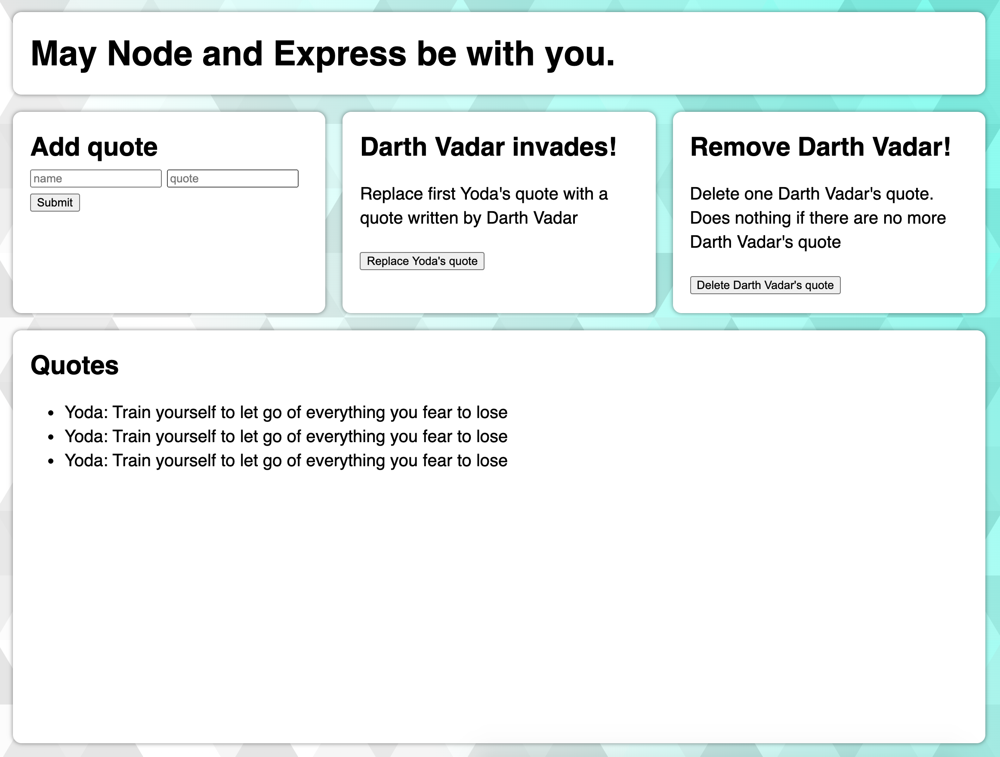 May Node and Express be with you.
Add quote
name
quote
Submit
Darth Vadar invades!
Replace first Yoda's quote with a
quote written by Darth Vadar
Replace Yoda's quote
Remove Darth Vadar!
Delete one Darth Vadar's quote.
Does nothing if there are no more
Darth Vadar's quote
Delete Darth Vadar's quote
Quotes
• Yoda: Train yourself to let go of everything you fear to lose
• Yoda: Train yourself to let go of everything you fear to lose
• Yoda: Train yourself to let go of everything you fear to lose